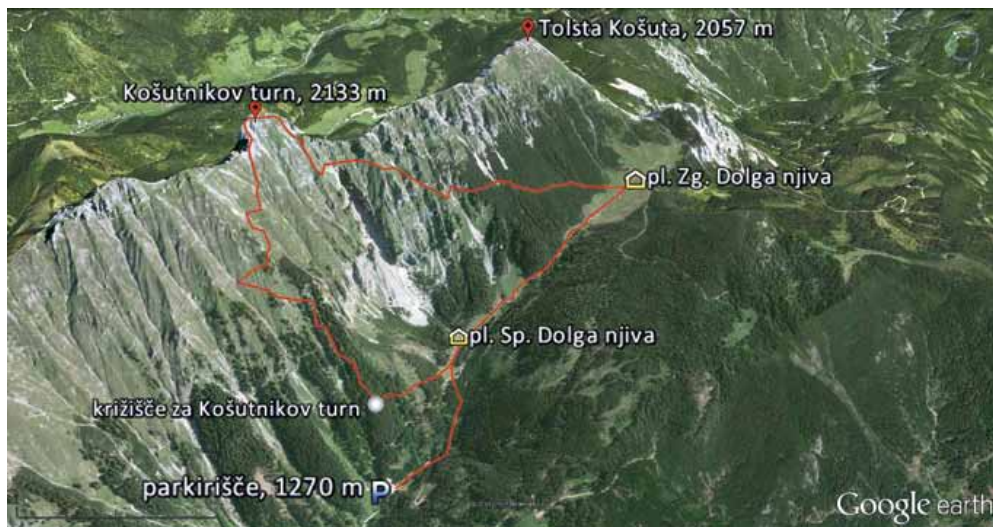 Tolsta Košuta, 2057 m
Košutnikov turn, 2133 m
pl. Zg. Dolga njiva
pl. Sp. Dolga njiva
križišče za Košutnikov turn
parkirišče, 1270 m P
Google earth